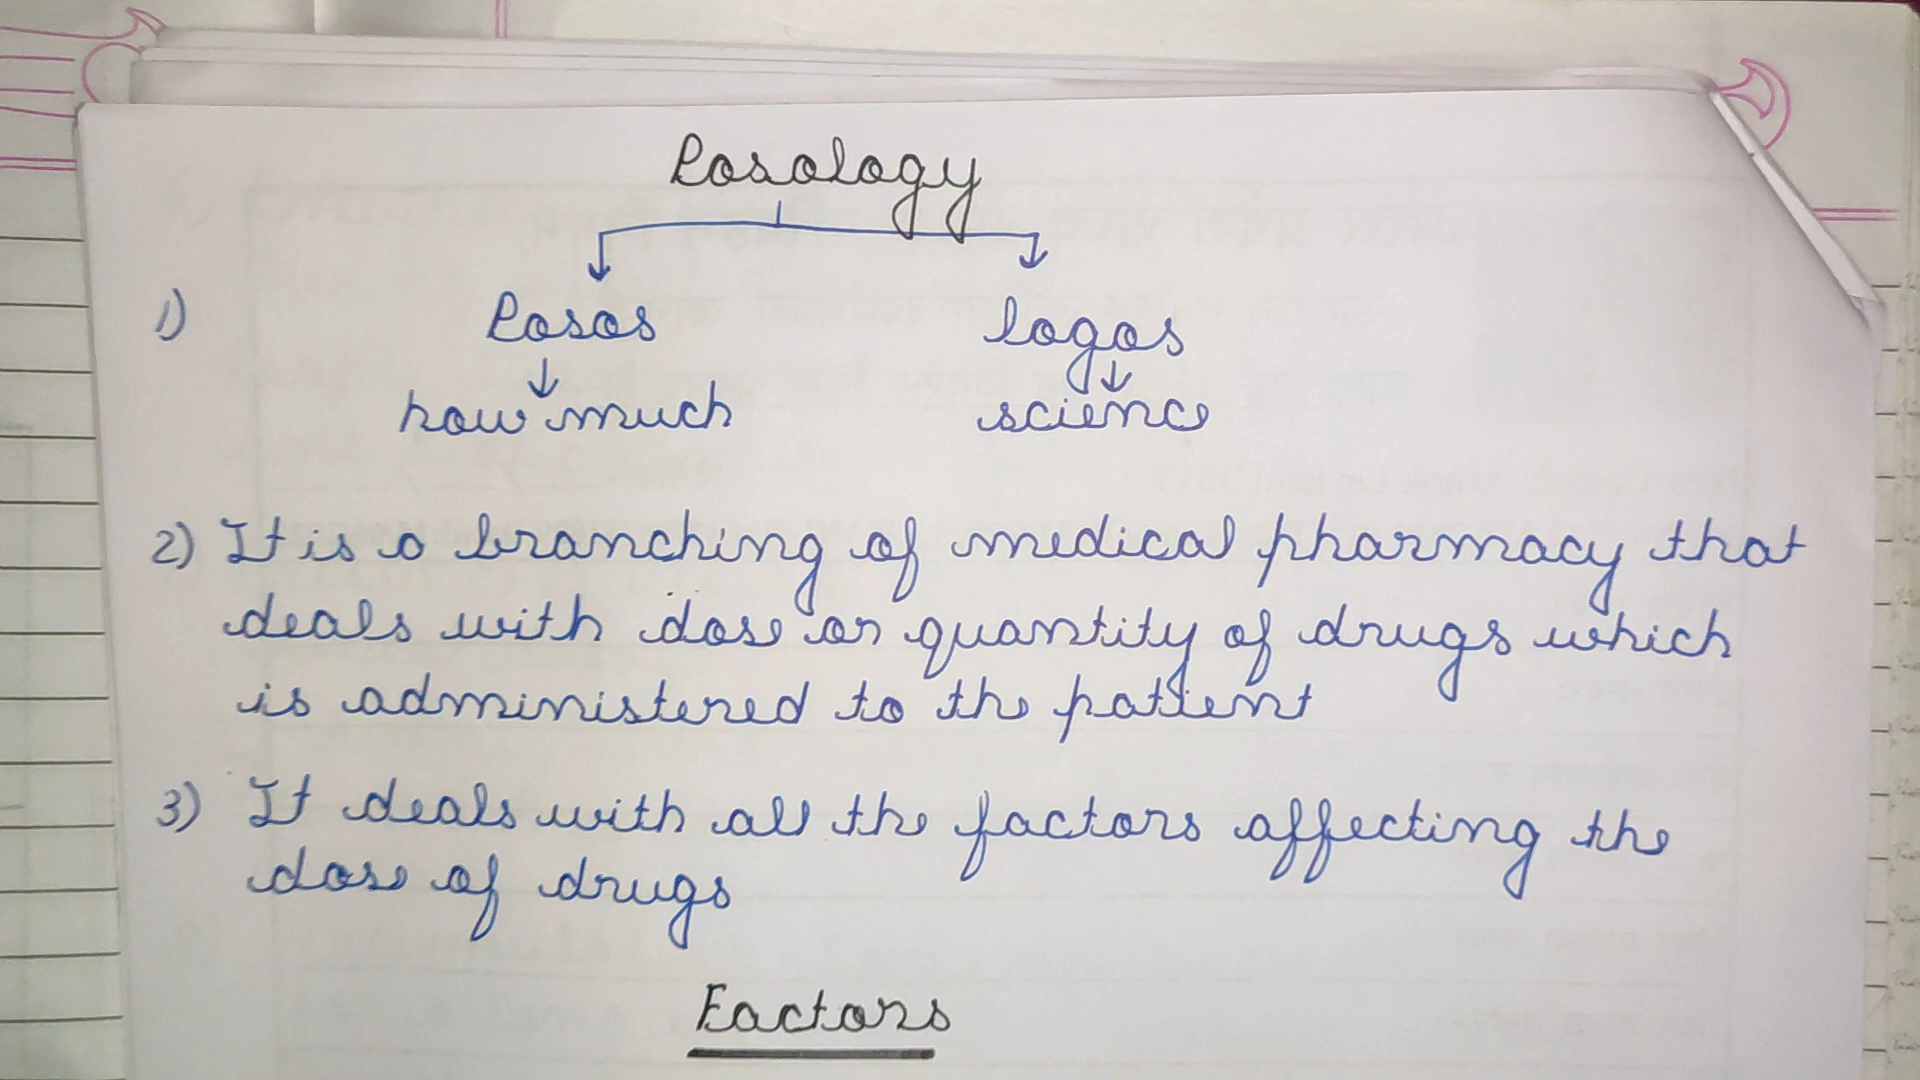 Posology
1) Posos logos
how much science
2) It is a branching of medical pharmacy that
deals with dose or quantity of drugs which
is administered to the patient
3) It deals with all the factors affecting the
dose of drugs
Factors